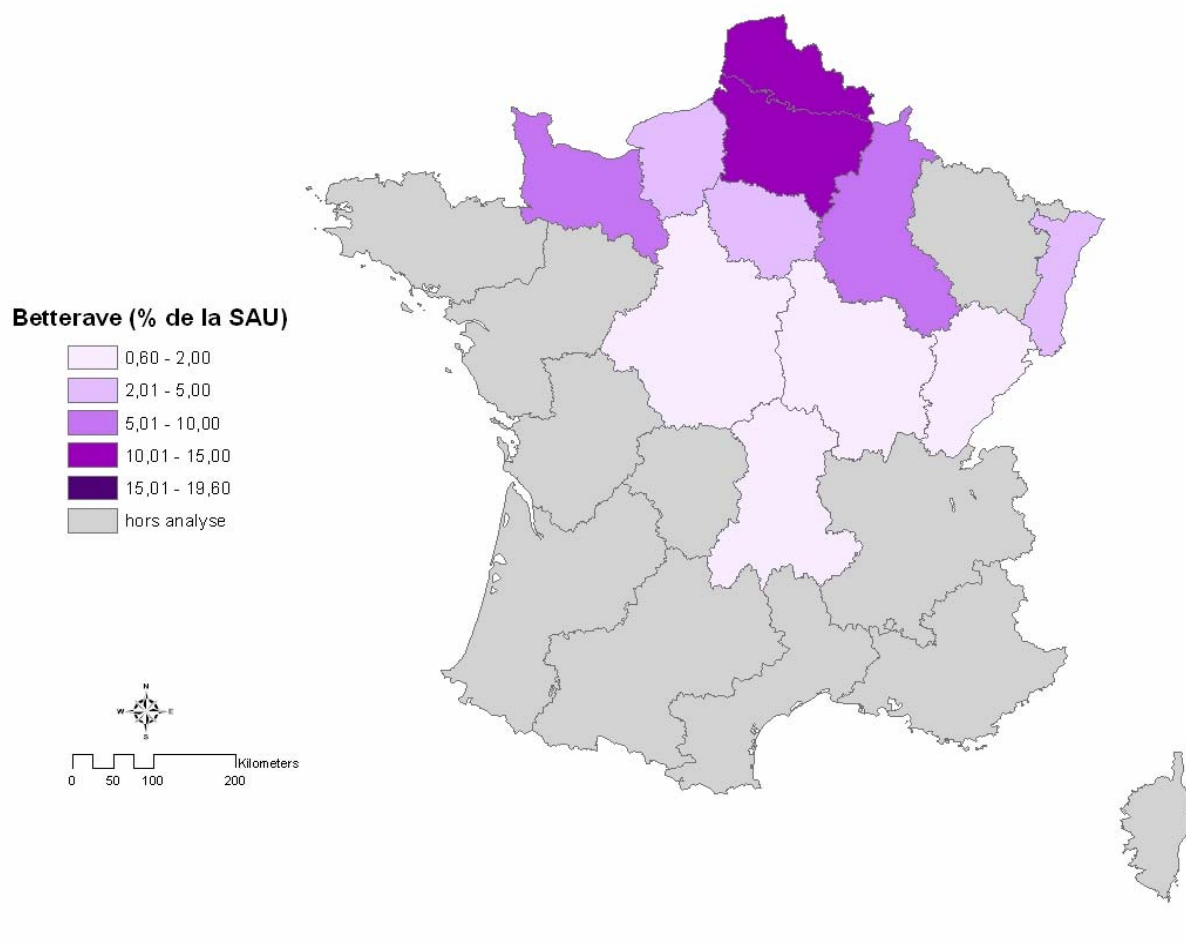 Betterave (% de la SAU)
0,60 - 2,00
2,01 - 5,00
5,01 - 10,00
10,01 - 15,00
15,01 - 19,60
hors analyse
N
W E
S
Kilometers
0 50 100 200